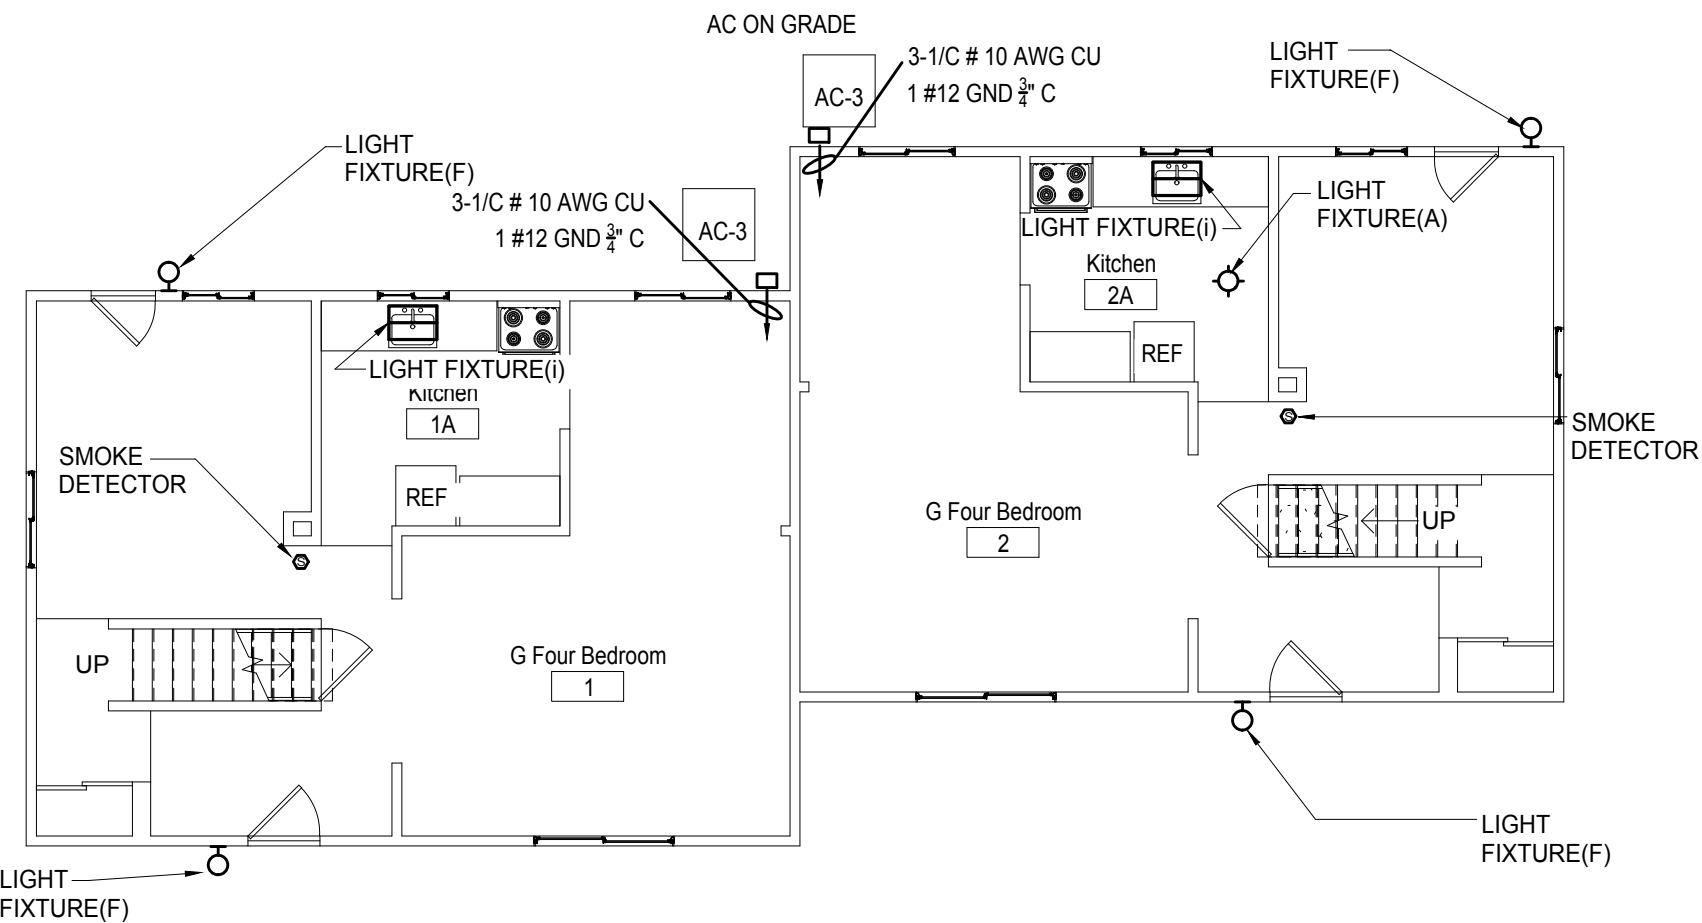 AC ON GRADE
3-1/C # 10 AWG CU
1 #12 GND 3/4" C
AC-3
LIGHT
FIXTURE(F)
LIGHT
FIXTURE(F)
3-1/C # 10 AWG CU
1 #12 GND 3/4" C
AC-3
LIGHT
FIXTURE(A)
LIGHT FIXTURE(i)
Kitchen
2A
REF
LIGHT FIXTURE(i)
Kitchen
1A
SMOKE
DETECTOR
S
SMOKE
DETECTOR
REF
S
G Four Bedroom
2
UP
G Four Bedroom
1
UP
LIGHT
FIXTURE(F)
LIGHT
FIXTURE(F)